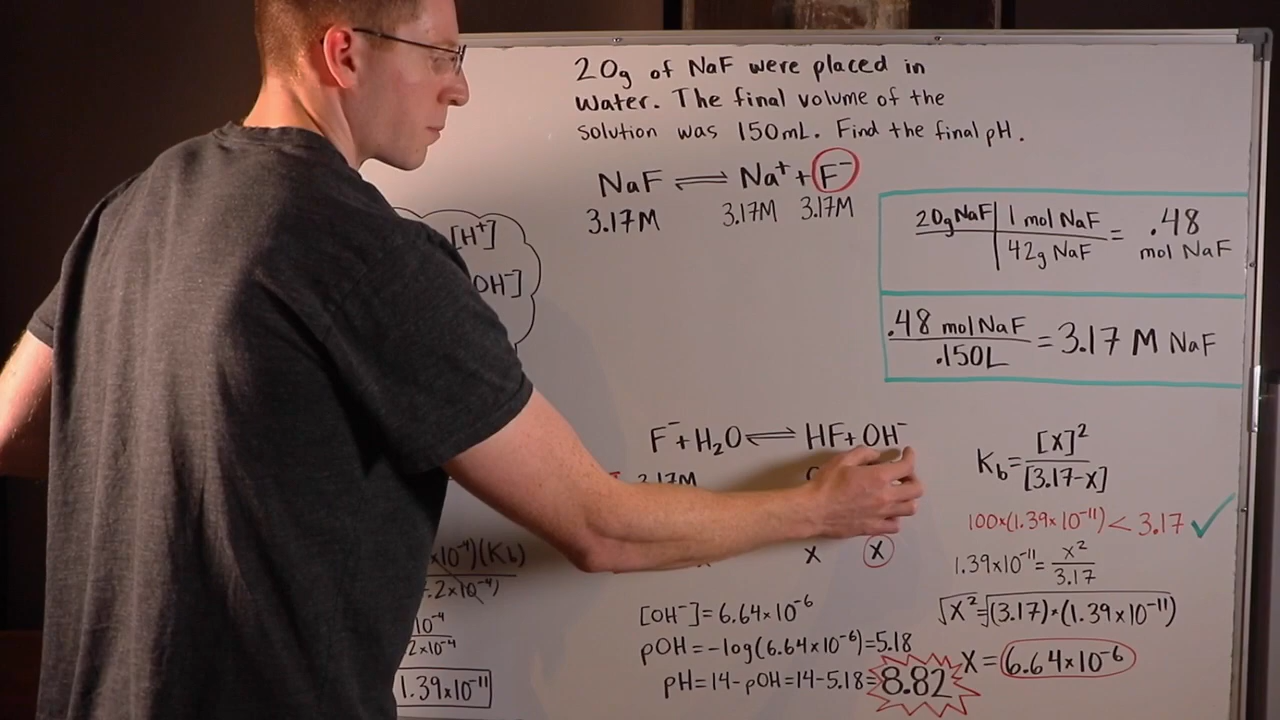 20g of NaF were placed in
Water. The final volume of the
solution was 150mL. Find the final pH.
NaF ⇌ Na⁺ + F⁻
3.17M 3.17M 3.17M
[H⁺]
OH⁻]
20g NaF | 1 mol NaF
42g NaF
= .48 mol NaF
.48 mol NaF
.150L
= 3.17 M NaF
F⁻ + H₂O ⇌ HF + OH⁻
3.17M
x x
[OH⁻] = 6.64×10⁻⁶
pOH = -log(6.64×10⁻⁶) = 5.18
pH = 14 - pOH = 14 - 5.18 = 8.82
×10⁻⁴)(Kb)
.2×10⁻⁴)
10⁻⁴
2×10⁻⁴
1.39×10⁻¹¹
Kb = [x]²
[3.17-x]
100×(1.39×10⁻¹¹) < 3.17 ✓
1.39×10⁻¹¹ = x²
3.17
√x² = √(3.17)·(1.39×10⁻¹¹)
x = 6.64×10⁻⁶